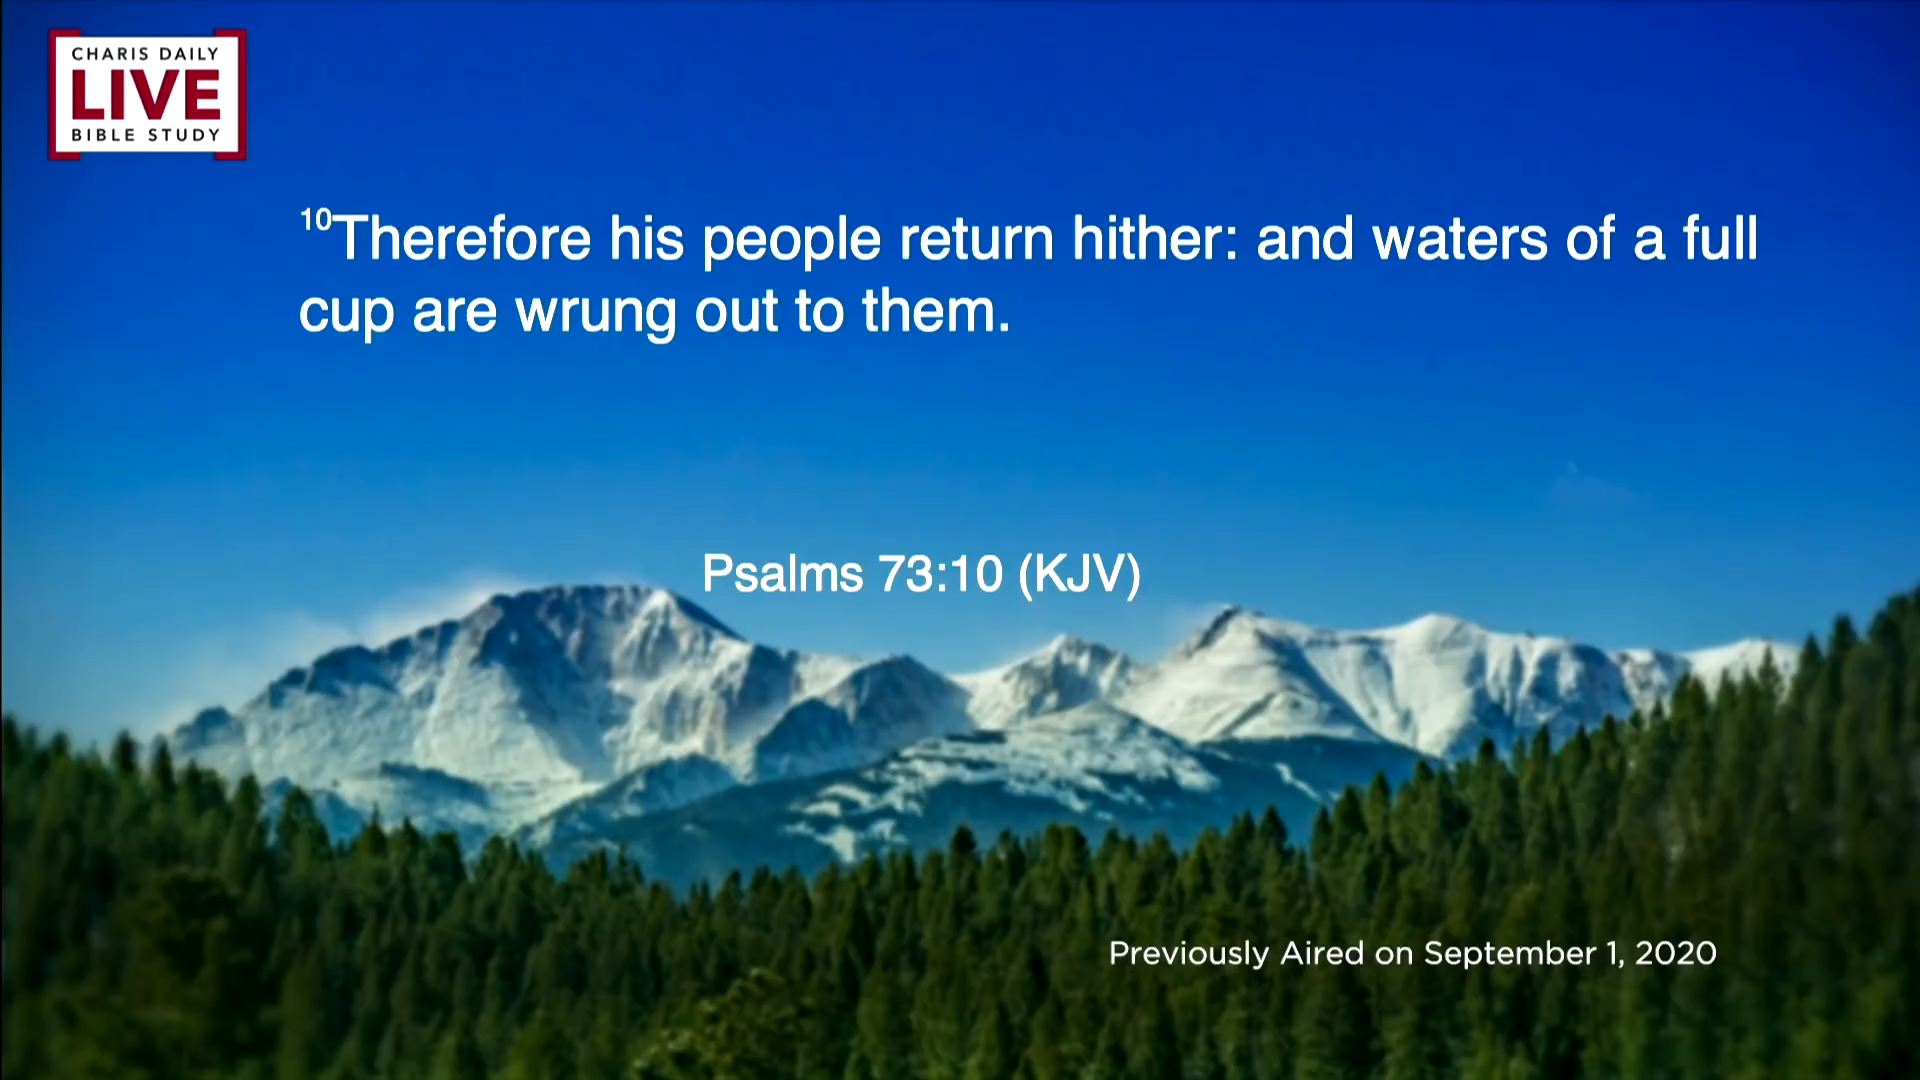 CHARIS DAILY
LIVE
BIBLE STUDY
10Therefore his people return hither: and waters of a full
cup are wrung out to them.
Psalms 73:10 (KJV)
Previously Aired on September 1, 2020